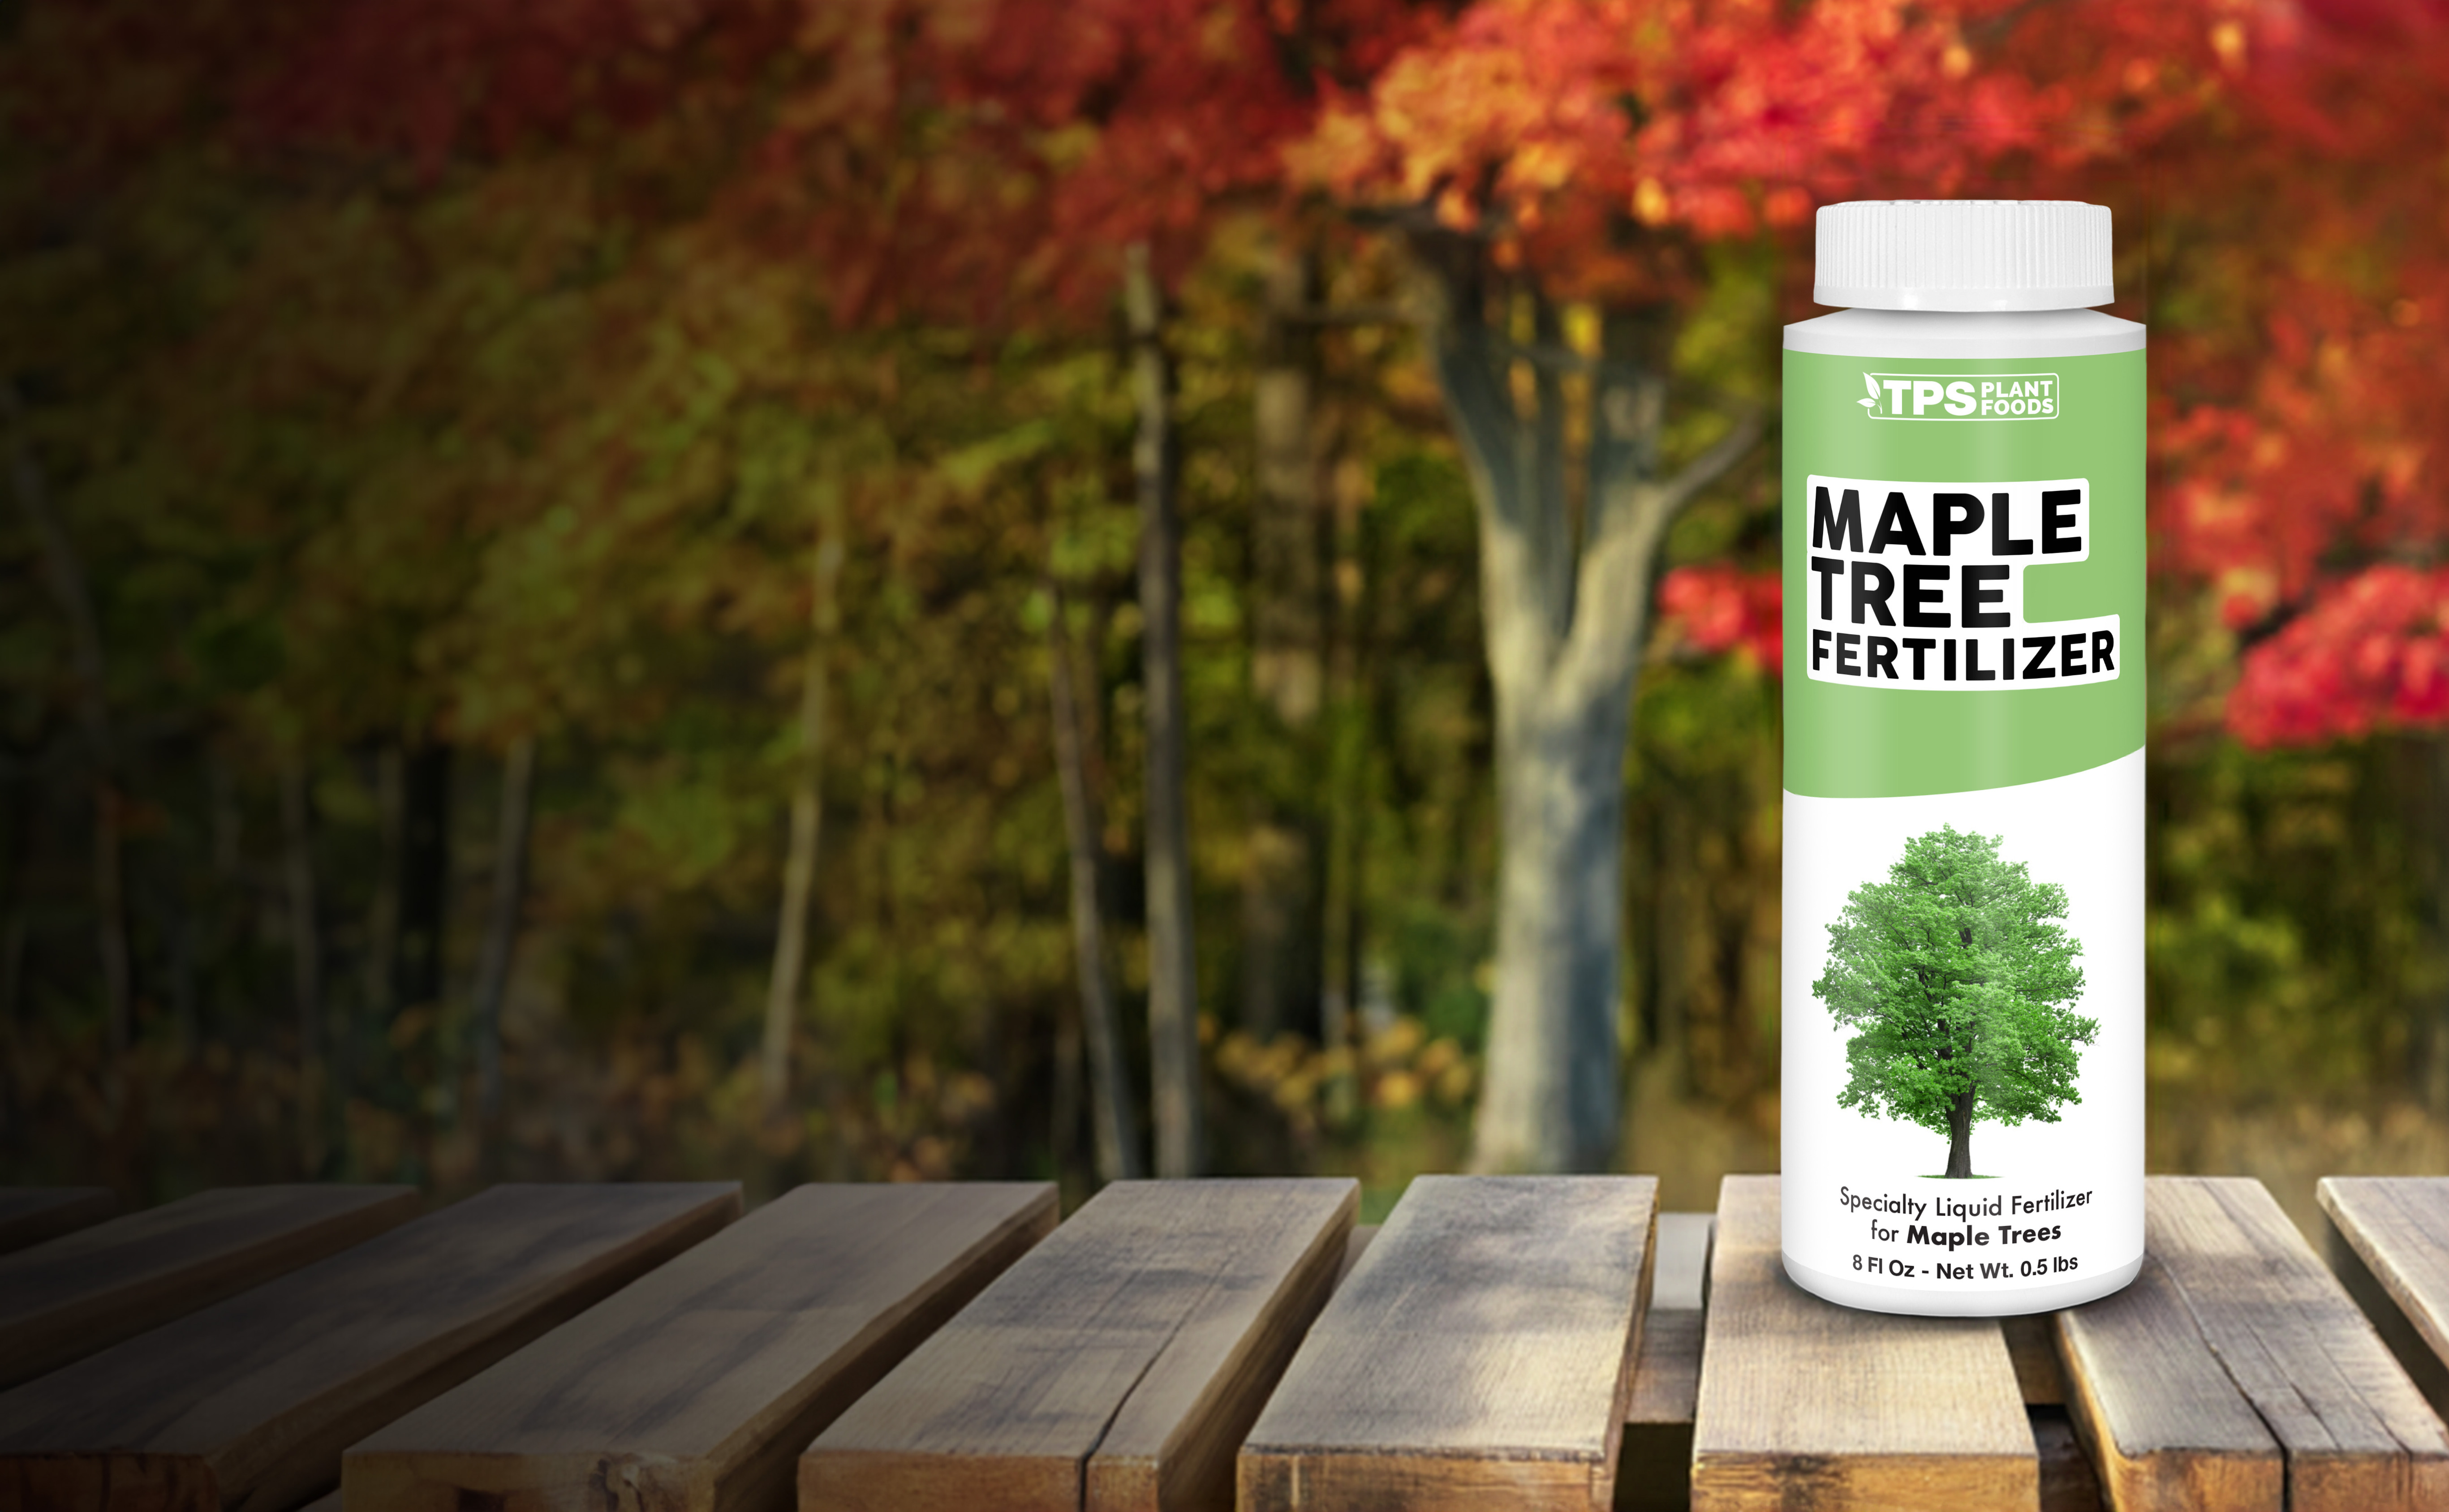 TPS PLANT FOODS
MAPLE
TREE
FERTILIZER
Specialty Liquid Fertilizer
for Maple Trees
8 Fl Oz - Net Wt. 0.5 lbs